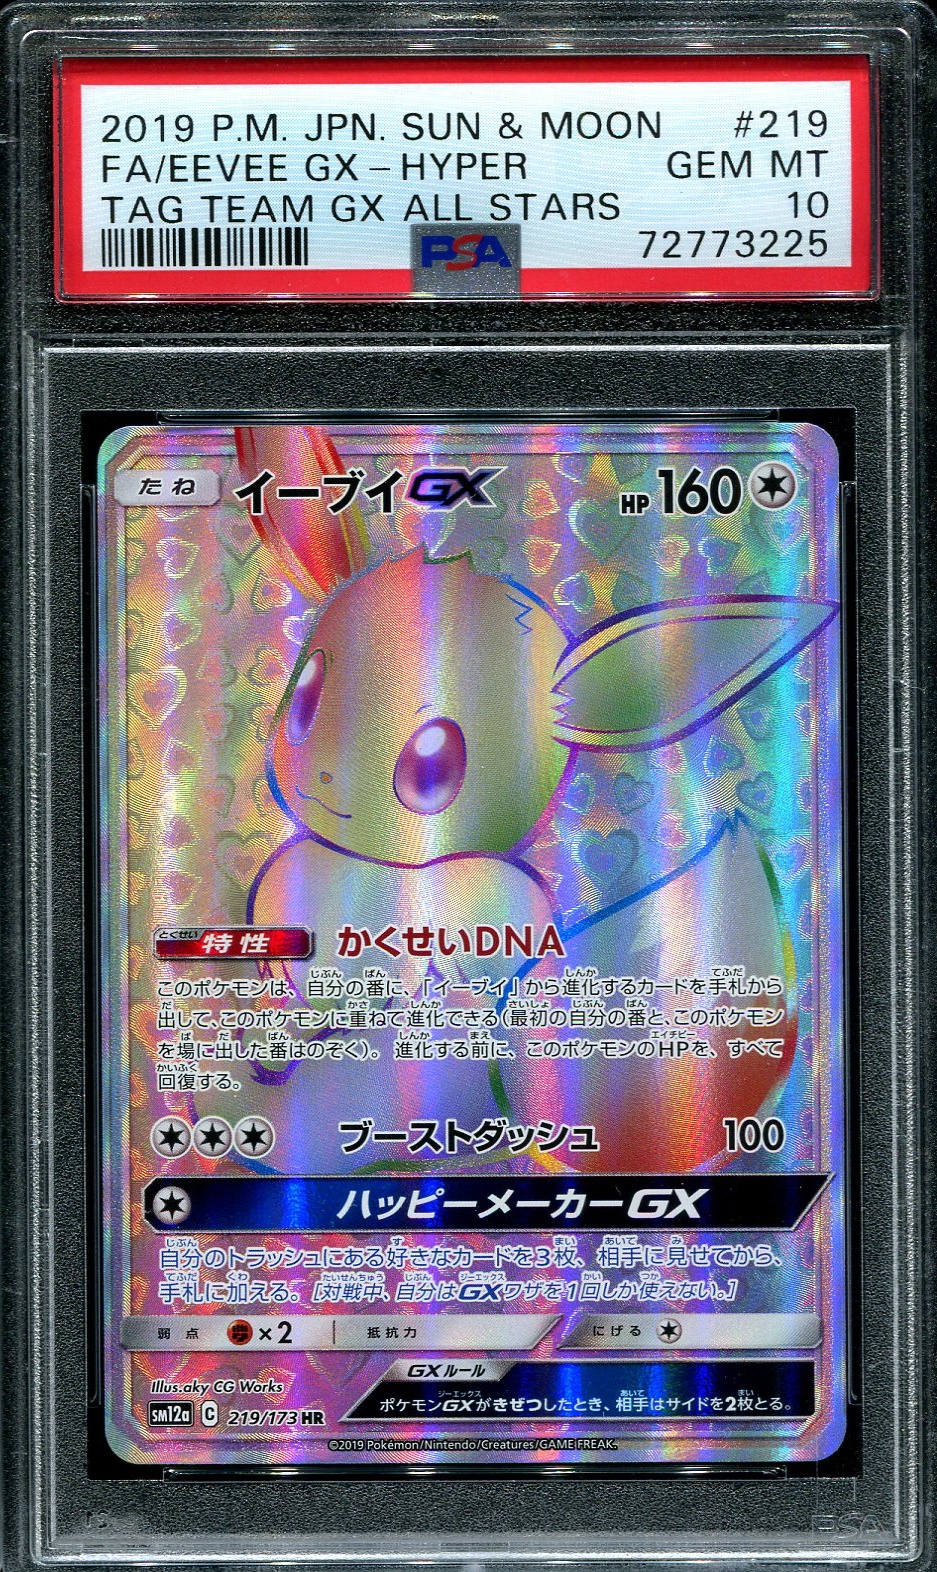 2019 P.M. JPN. SUN & MOON #219
FA/EEVEE GX – HYPER GEM MT
TAG TEAM GX ALL STARS 10
PSA 72773225
たね イーブイGX HP 160
とくせい
特性 かくせいDNA
このポケモンは、自分の番に、「イーブイ」から進化するカードを手札から
出して、このポケモンに重ねて進化できる(最初の自分の番と、このポケモン
を場に出した番はのぞく)。進化する前に、このポケモンのHPを、すべて
回復する。
ブーストダッシュ 100
ハッピーメーカーGX
自分のトラッシュにある好きなカードを3枚、相手に見せてから、
手札に加える。[対戦中、自分はGXワザを1回しか使えない。]
弱点 ×2 抵抗力 にげる
GXルール
ポケモンGXがきぜつしたとき、相手はサイドを2枚とる。
Illus.aky CG Works
sm12a C 219/173 HR
©2019 Pokémon/Nintendo/Creatures/GAME FREAK.
PSA